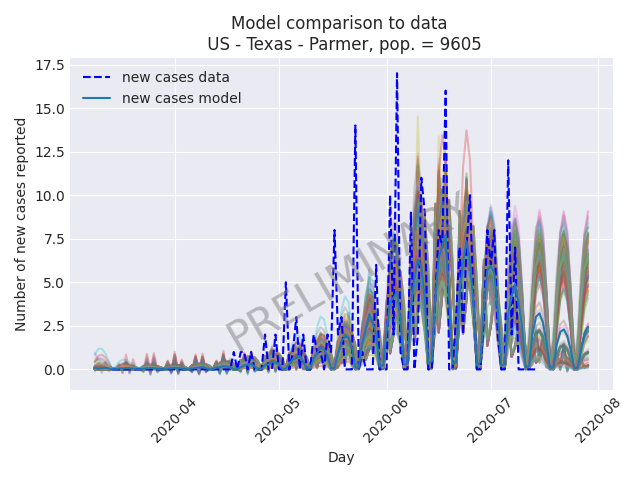 Model comparison to data
US - Texas - Parmer, pop. = 9605
new cases data
new cases model
PRELIMINARY
Number of new cases reported
17.5
15.0
12.5
10.0
7.5
5.0
2.5
0.0
2020-04
2020-05
2020-06
2020-07
2020-08
Day